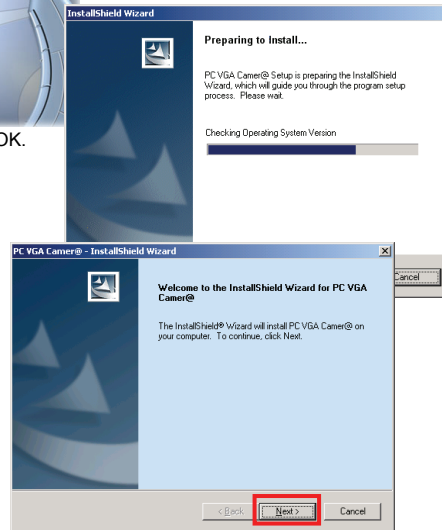 InstallShield Wizard
Preparing to Install...
PC VGA Camer@ Setup is preparing the InstallShield
Wizard, which will guide you through the program setup
process. Please wait.
OK.
Checking Operating System Version
Cancel
PC VGA Camer@ - InstallShield Wizard
Welcome to the InstallShield Wizard for PC VGA
Camer@
The InstallShield® Wizard will install PC VGA Camer@ on
your computer. To continue, click Next.
< Back Next > Cancel